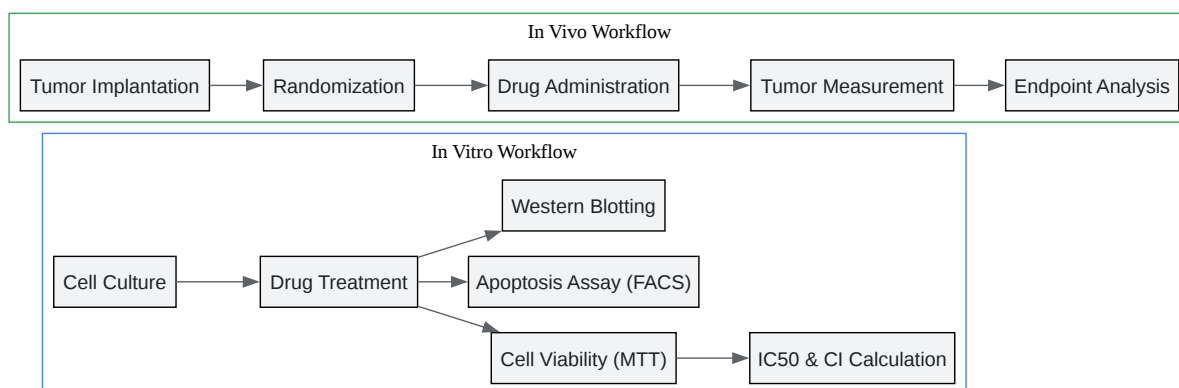 In Vivo Workflow
Tumor Implantation
Randomization
Drug Administration
Tumor Measurement
Endpoint Analysis
In Vitro Workflow
Western Blotting
Cell Culture
Drug Treatment
Apoptosis Assay (FACS)
Cell Viability (MTT)
IC50 & CI Calculation